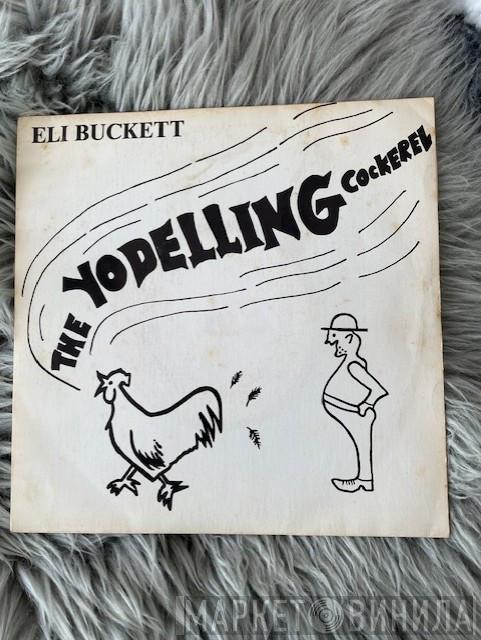 ELI BUCKETT
THE YODELLING COCKEREL
МАРКЕТ ВИНИЛА